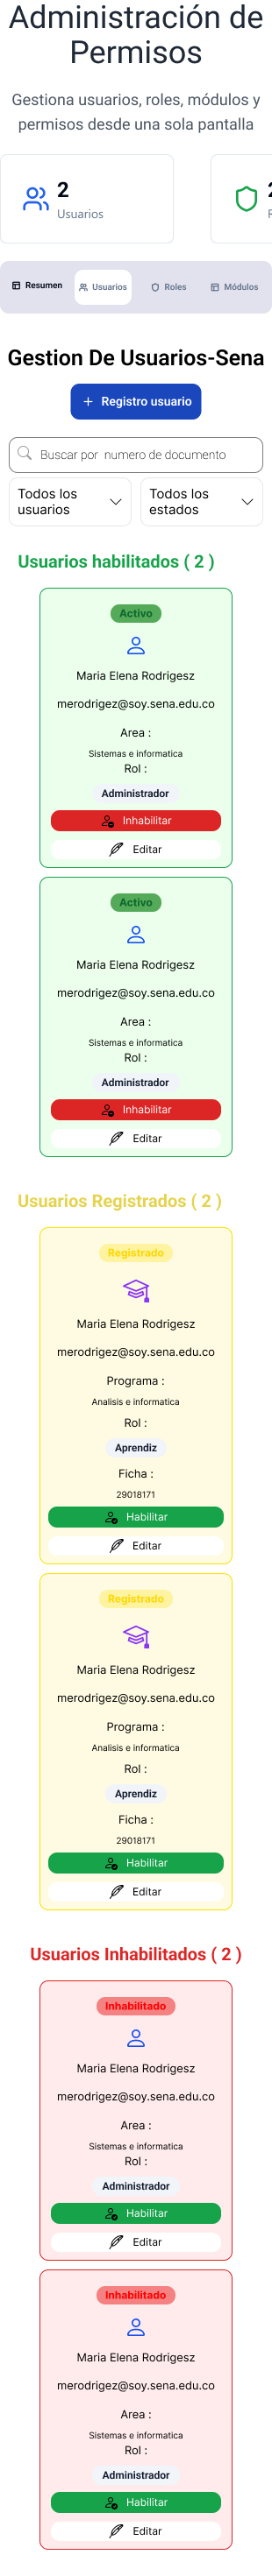 Administración de
Permisos
Gestiona usuarios, roles, módulos y
permisos desde una sola pantalla
2
Usuarios
Resumen
Usuarios
Roles
Módulos
Gestion De Usuarios-Sena
+ Registro usuario
Buscar por numero de documento
Todos los
usuarios
Todos los
estados
Usuarios habilitados ( 2 )
Activo
Maria Elena Rodrigesz
merodrigez@soy.sena.edu.co
Area :
Sistemas e informatica
Rol :
Administrador
Inhabilitar
Editar
Activo
Maria Elena Rodrigesz
merodrigez@soy.sena.edu.co
Area :
Sistemas e informatica
Rol :
Administrador
Inhabilitar
Editar
Usuarios Registrados ( 2 )
Registrado
Maria Elena Rodrigesz
merodrigez@soy.sena.edu.co
Programa :
Analisis e informatica
Rol :
Aprendiz
Ficha :
29018171
Habilitar
Editar
Registrado
Maria Elena Rodrigesz
merodrigez@soy.sena.edu.co
Programa :
Analisis e informatica
Rol :
Aprendiz
Ficha :
29018171
Habilitar
Editar
Usuarios Inhabilitados ( 2 )
Inhabilitado
Maria Elena Rodrigesz
merodrigez@soy.sena.edu.co
Area :
Sistemas e informatica
Rol :
Administrador
Habilitar
Editar
Inhabilitado
Maria Elena Rodrigesz
merodrigez@soy.sena.edu.co
Area :
Sistemas e informatica
Rol :
Administrador
Habilitar
Editar